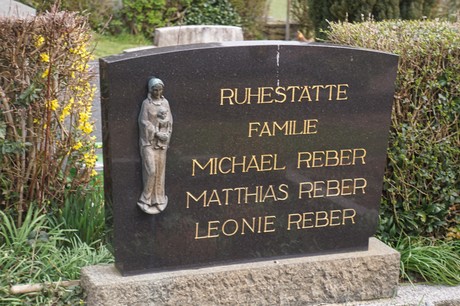 RUHESTÄTTE
FAMILIE
MICHAEL REBER
MATTHIAS REBER
LEONIE REBER